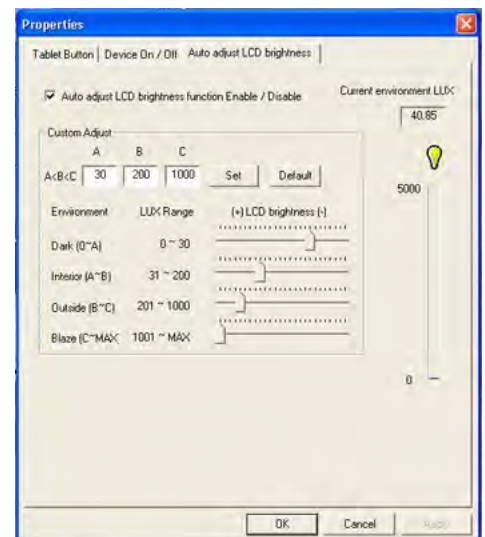 Properties
Tablet Button Device On / Off Auto adjust LCD brightness
Auto adjust LCD brightness function Enable / Disable
Current environment LUX
40.85
Custom Adjust
A B C
A<B<C 30 200 1000 Set Default
5000
Environment LUX Range (+) LCD brightness (-)
Dark (0~A) 0 ~ 30
Interior (A~B) 31 ~ 200
Outside (B~C) 201 ~ 1000
Blaze (C~MAX 1001 ~ MAX
0
OK Cancel Apply